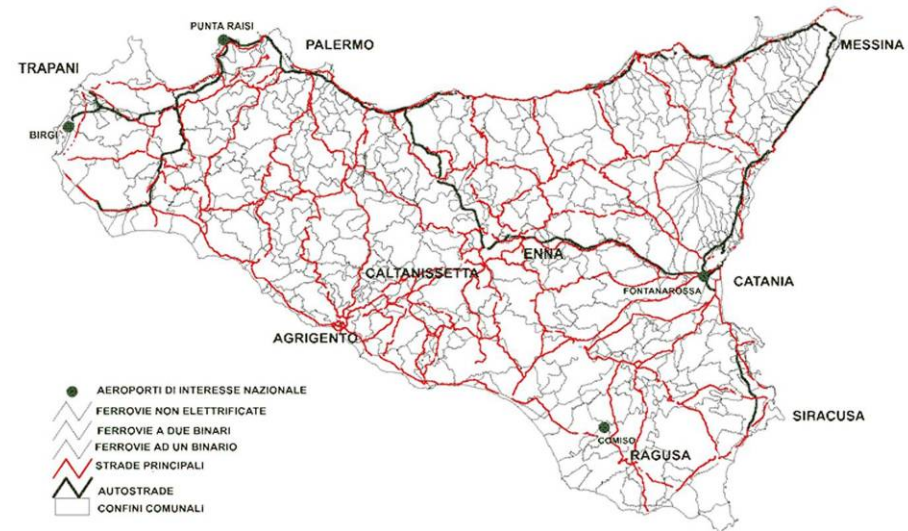 PUNTA RAISI
PALERMO
MESSINA
TRAPANI
BIRGI
ENNA
CALTANISSETTA
FONTANAROSSA
CATANIA
AGRIGENTO
SIRACUSA
COMISO
RAGUSA
AEROPORTI DI INTERESSE NAZIONALE
FERROVIE NON ELETTRIFICATE
FERROVIE A DUE BINARI
FERROVIE AD UN BINARIO
STRADE PRINCIPALI
AUTOSTRADE
CONFINI COMUNALI